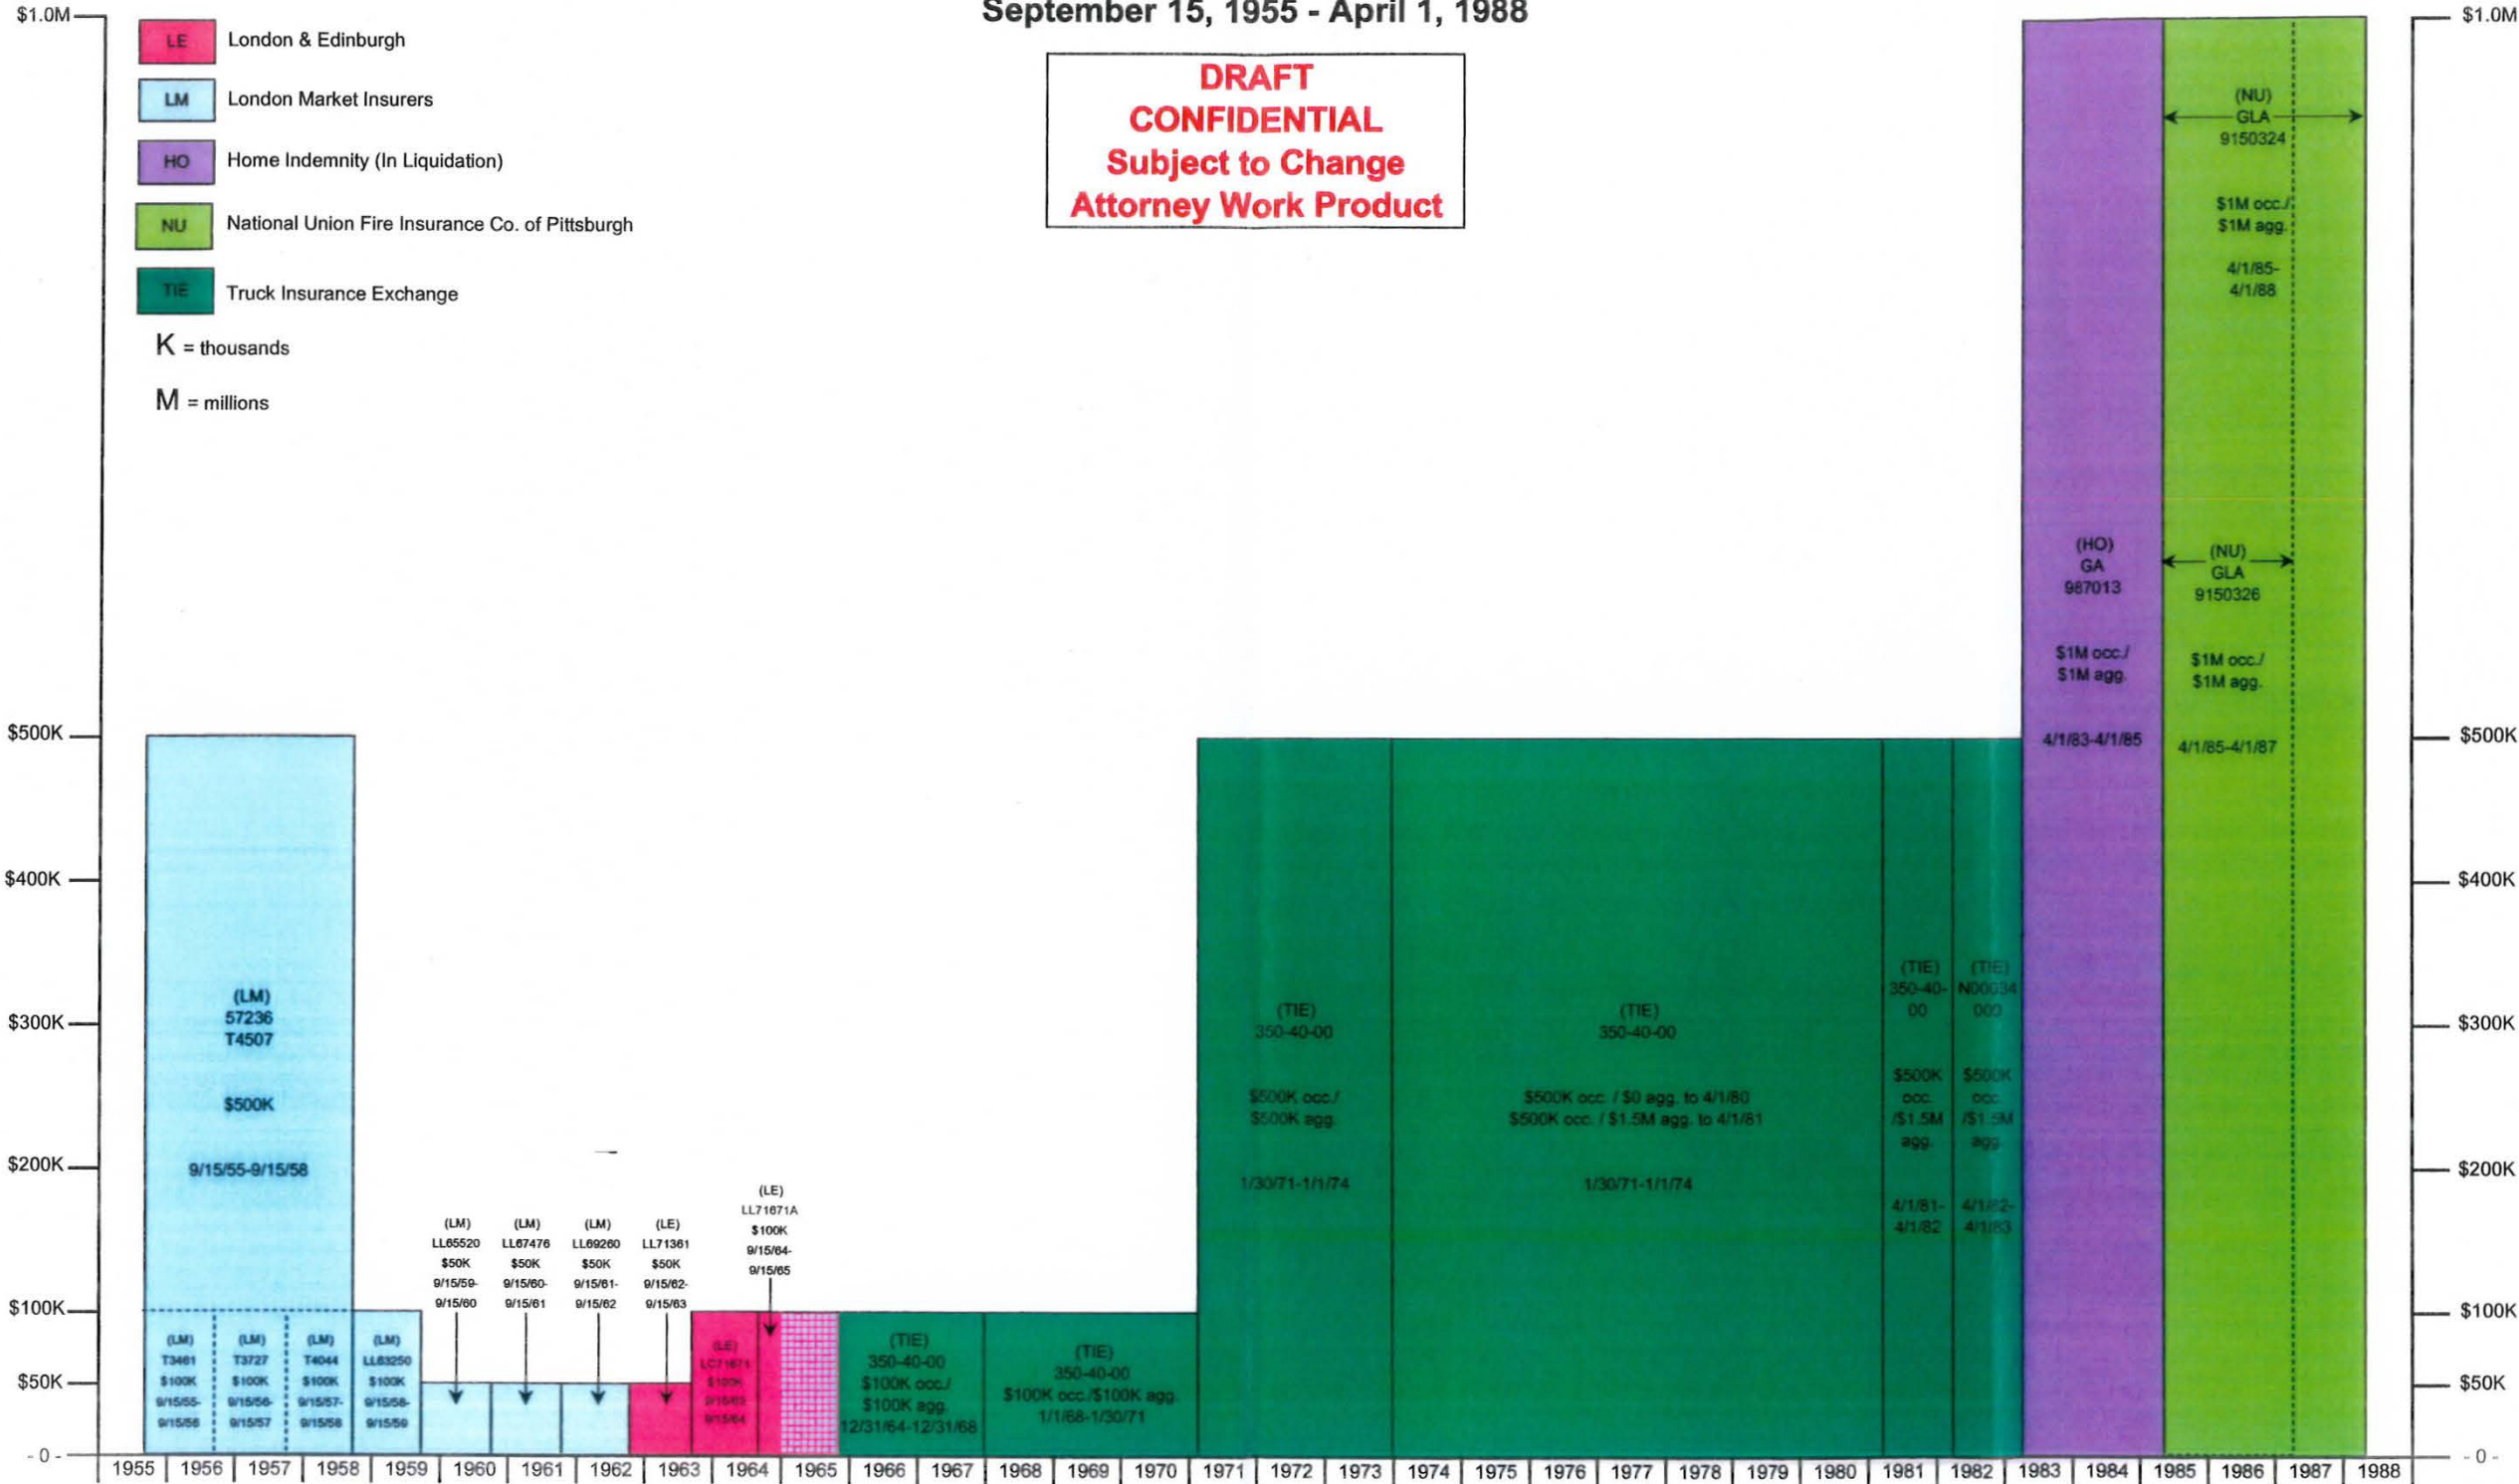 September 15, 1955 - April 1, 1988
DRAFT
CONFIDENTIAL
Subject to Change
Attorney Work Product
LE London & Edinburgh
LM London Market Insurers
HO Home Indemnity (In Liquidation)
NU National Union Fire Insurance Co. of Pittsburgh
TIE Truck Insurance Exchange
K = thousands
M = millions
$1.0M
$500K
$400K
$300K
$200K
$100K
$50K
- 0 -
(LM)
57236
T4507
$500K
9/15/55-9/15/58
(LM)
T3461
$100K
9/15/55-
9/15/56
(LM)
T3727
$100K
9/15/56-
9/15/57
(LM)
T4044
$100K
9/15/57-
9/15/58
(LM)
LL63250
$100K
9/15/58-
9/15/59
(LM)
LL65520
$50K
9/15/59-
9/15/60
(LM)
LL67476
$50K
9/15/60-
9/15/61
(LM)
LL69260
$50K
9/15/61-
9/15/62
(LE)
LL71361
$50K
9/15/62-
9/15/63
(LE)
LC71671
$100K
9/15/63
9/15/64
(LE)
LL71671A
$100K
9/15/64-
9/15/65
(TIE)
350-40-00
$100K occ./
$100K agg.
12/31/64-12/31/68
(TIE)
350-40-00
$100K occ./$100K agg.
1/1/68-1/30/71
(TIE)
350-40-00
$500K occ./
$500K agg.
1/30/71-1/1/74
(TIE)
350-40-00
$500K occ. / $0 agg. to 4/1/80
$500K occ. / $1.5M agg. to 4/1/81
1/30/71-1/1/74
(TIE)
350-40-
00
$500K
occ.
/$1.5M
agg.
4/1/81-
4/1/82
(TIE)
N00034
000
$500K
occ.
/$1.5M
agg.
4/1/82-
4/1/83
(HO)
GA
987013
$1M occ./
$1M agg.
4/1/83-4/1/85
(NU)
GLA
9150324
$1M occ./
$1M agg.
4/1/85-
4/1/88
(NU)
GLA
9150326
$1M occ./
$1M agg.
4/1/85-4/1/87
$1.0M
$500K
$400K
$300K
$200K
$100K
$50K
- 0 -
1955 1956 1957 1958 1959 1960 1961 1962 1963 1964 1965 1966 1967 1968 1969 1970 1971 1972 1973 1974 1975 1976 1977 1978 1979 1980 1981 1982 1983 1984 1985 1986 1987 1988